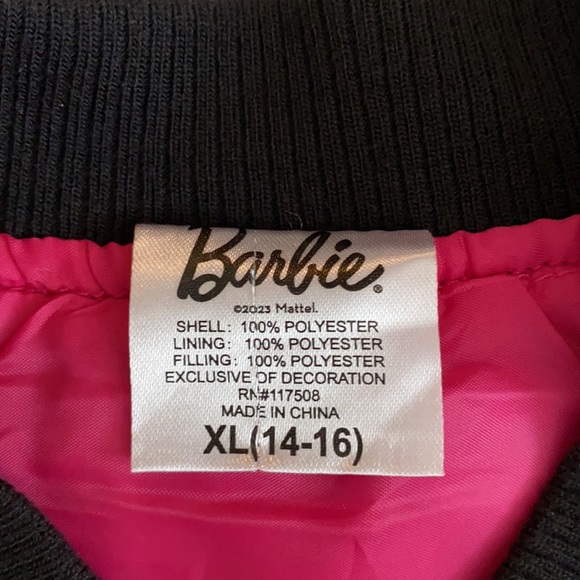 Barbie®
©2023 Mattel.
SHELL: 100% POLYESTER
LINING: 100% POLYESTER
FILLING: 100% POLYESTER
EXCLUSIVE OF DECORATION
RN#117508
MADE IN CHINA
XL(14-16)